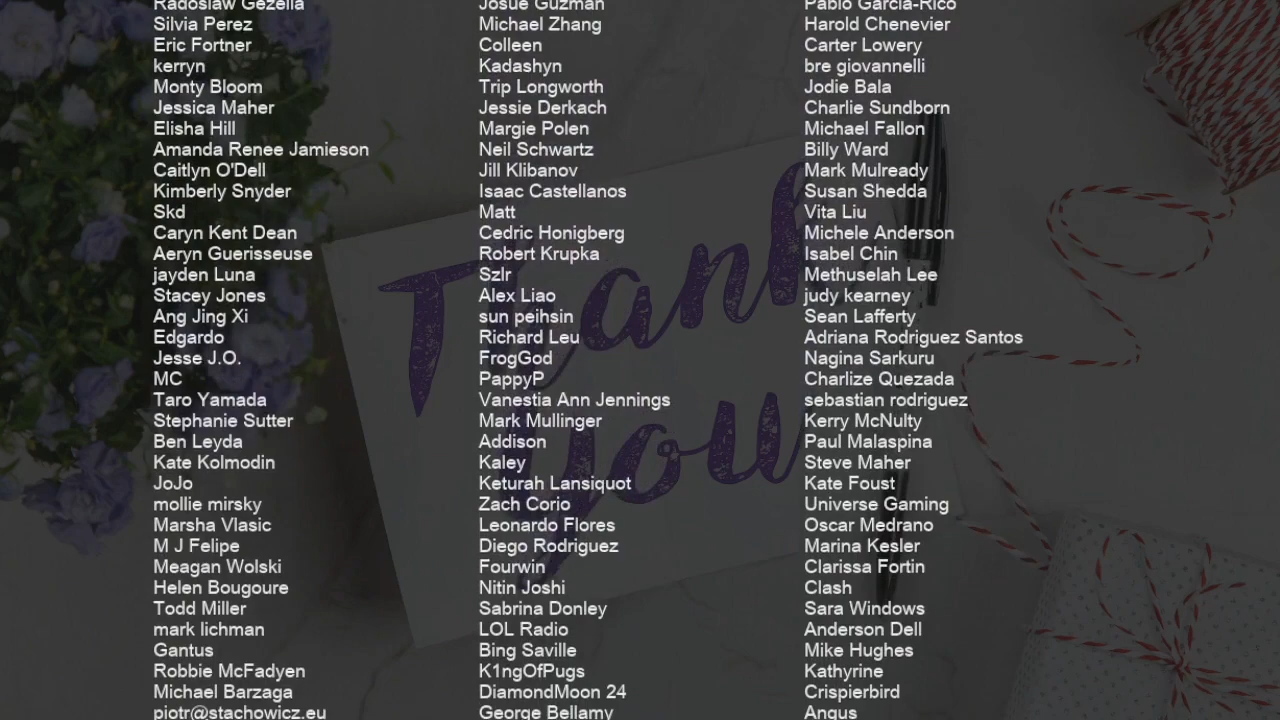 Radoslaw Gezella
Silvia Perez
Eric Fortner
kerryn
Monty Bloom
Jessica Maher
Elisha Hill
Amanda Renee Jamieson
Caitlyn O'Dell
Kimberly Snyder
Skd
Caryn Kent Dean
Aeryn Guerisseuse
jayden Luna
Stacey Jones
Ang Jing Xi
Edgardo
Jesse J.O.
MC
Taro Yamada
Stephanie Sutter
Ben Leyda
Kate Kolmodin
JoJo
mollie mirsky
Marsha Vlasic
M J Felipe
Meagan Wolski
Helen Bougoure
Todd Miller
mark lichman
Gantus
Robbie McFadyen
Michael Barzaga
piotr@stachowicz.eu
Josue Guzman
Michael Zhang
Colleen
Kadashyn
Trip Longworth
Jessie Derkach
Margie Polen
Neil Schwartz
Jill Klibanov
Isaac Castellanos
Matt
Cedric Honigberg
Robert Krupka
Szlr
Alex Liao
sun peihsin
Richard Leu
FrogGod
PappyP
Vanestia Ann Jennings
Mark Mullinger
Addison
Kaley
Keturah Lansiquot
Zach Corio
Leonardo Flores
Diego Rodriguez
Fourwin
Nitin Joshi
Sabrina Donley
LOL Radio
Bing Saville
K1ngOfPugs
DiamondMoon 24
George Bellamy
Pablo Garcia-Rico
Harold Chenevier
Carter Lowery
bre giovannelli
Jodie Bala
Charlie Sundborn
Michael Fallon
Billy Ward
Mark Mulready
Susan Shedda
Vita Liu
Michele Anderson
Isabel Chin
Methuselah Lee
judy kearney
Sean Lafferty
Adriana Rodriguez Santos
Nagina Sarkuru
Charlize Quezada
sebastian rodriguez
Kerry McNulty
Paul Malaspina
Steve Maher
Kate Foust
Universe Gaming
Oscar Medrano
Marina Kesler
Clarissa Fortin
Clash
Sara Windows
Anderson Dell
Mike Hughes
Kathyrine
Crispierbird
Angus
Thank
you